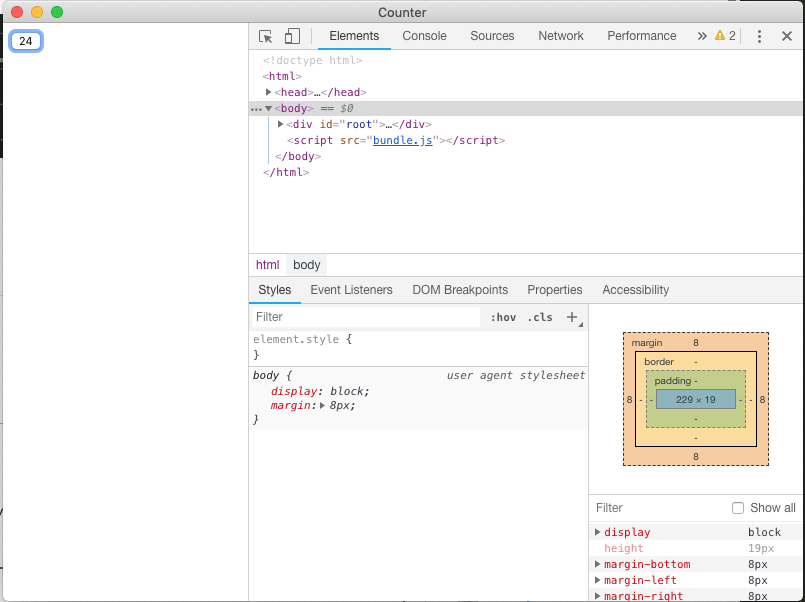 Counter
24
Elements Console Sources Network Performance » 2
<!doctype html>
<html>
<head>…</head>
<body> == $0
<div id="root">…</div>
<script src="bundle.js"></script>
</body>
</html>
html body
Styles Event Listeners DOM Breakpoints Properties Accessibility
Filter :hov .cls +
element.style {
}
body { user agent stylesheet
display: block;
margin: 8px;
}
margin 8
border -
padding -
8 - - 229 × 19 - - 8
-
-
8
Filter Show all
display block
height 19px
margin-bottom 8px
margin-left 8px
margin-right 8px